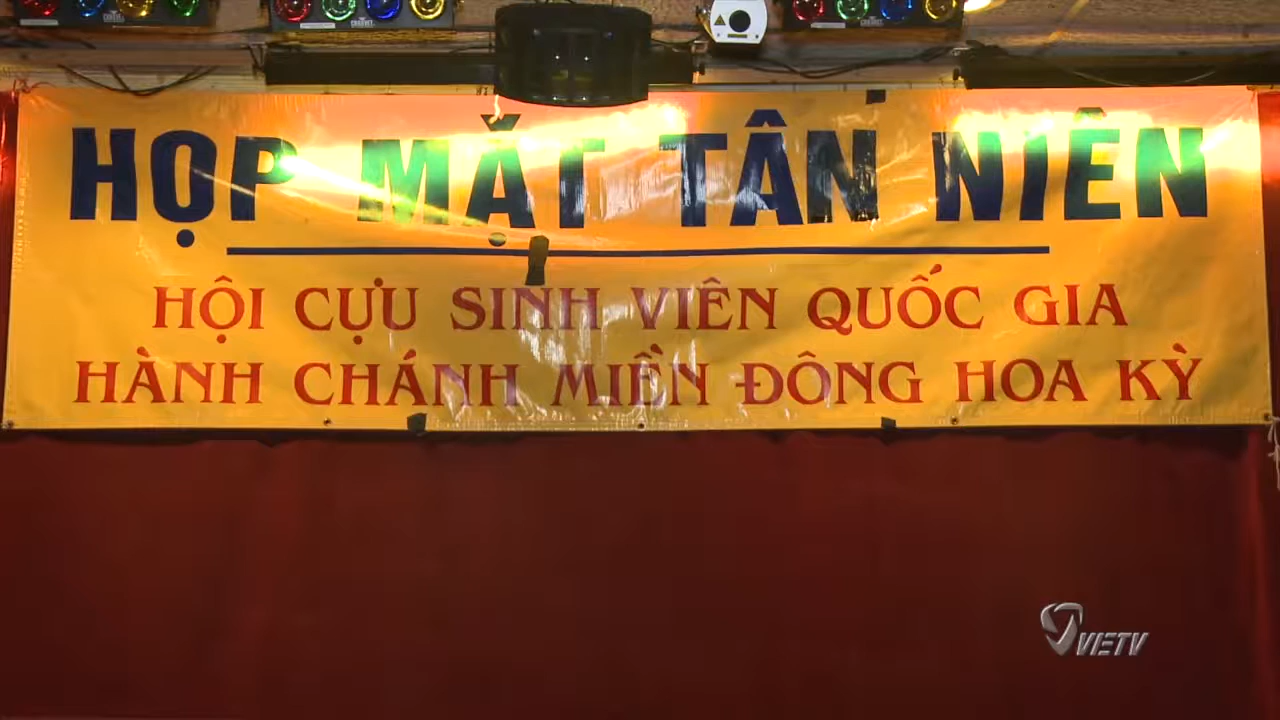 HỌP MẶT TÂN NIÊN
HỘI CỰU SINH VIÊN QUỐC GIA
HÀNH CHÁNH MIỀN ĐÔNG HOA KỲ
VIETV